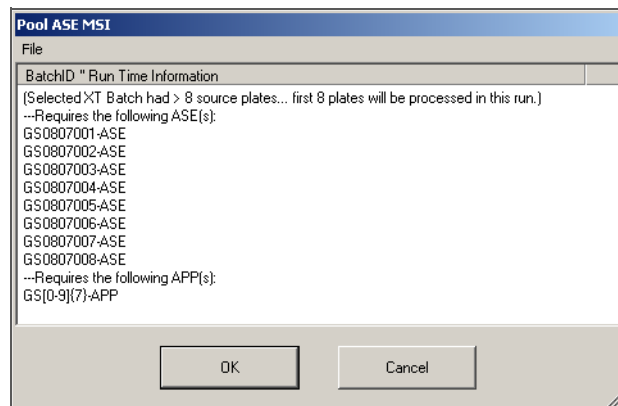 Pool ASE MSI
File
BatchID " Run Time Information
(Selected XT Batch had > 8 source plates... first 8 plates will be processed in this run.)
---Requires the following ASE(s):
GS0807001-ASE
GS0807002-ASE
GS0807003-ASE
GS0807004-ASE
GS0807005-ASE
GS0807006-ASE
GS0807007-ASE
GS0807008-ASE
---Requires the following APP(s):
GS[0-9]{7}-APP
OK Cancel